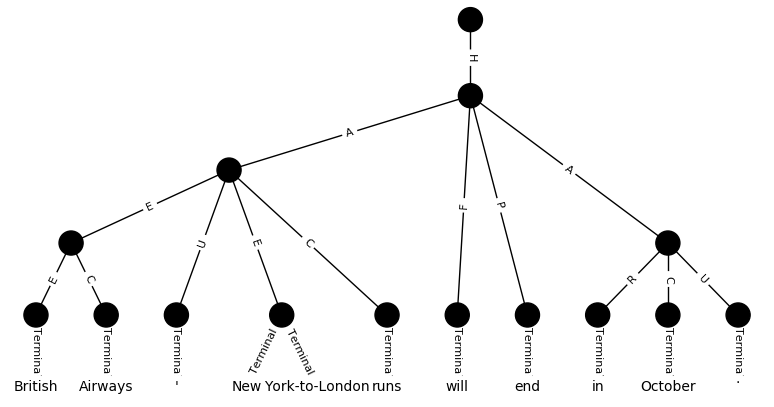 H
A
F
P
A
E
U
E
C
R
C
U
E
C
Terminal Terminal
Termina Termina Termina Termina Termina Termina Termina Termina Termina
British Airways ' New York-to-London runs will end in October .